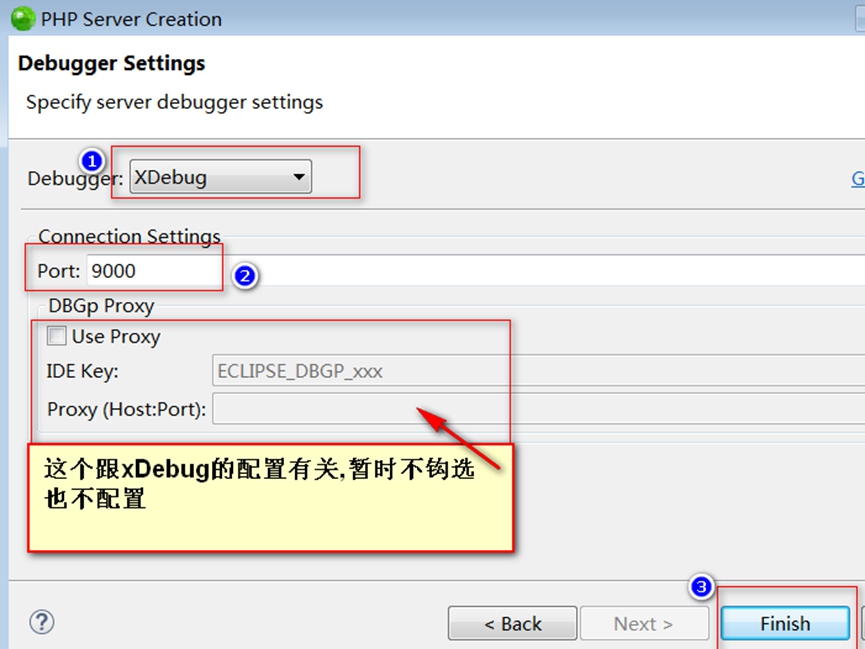 PHP Server Creation
Debugger Settings
Specify server debugger settings
1
Debugger: XDebug
G
Connection Settings
Port: 9000
2
DBGp Proxy
Use Proxy
IDE Key: ECLIPSE_DBGP_xxx
Proxy (Host:Port):
这个跟xDebug的配置有关,暂时不钩选
也不配置
3
?
< Back Next > Finish